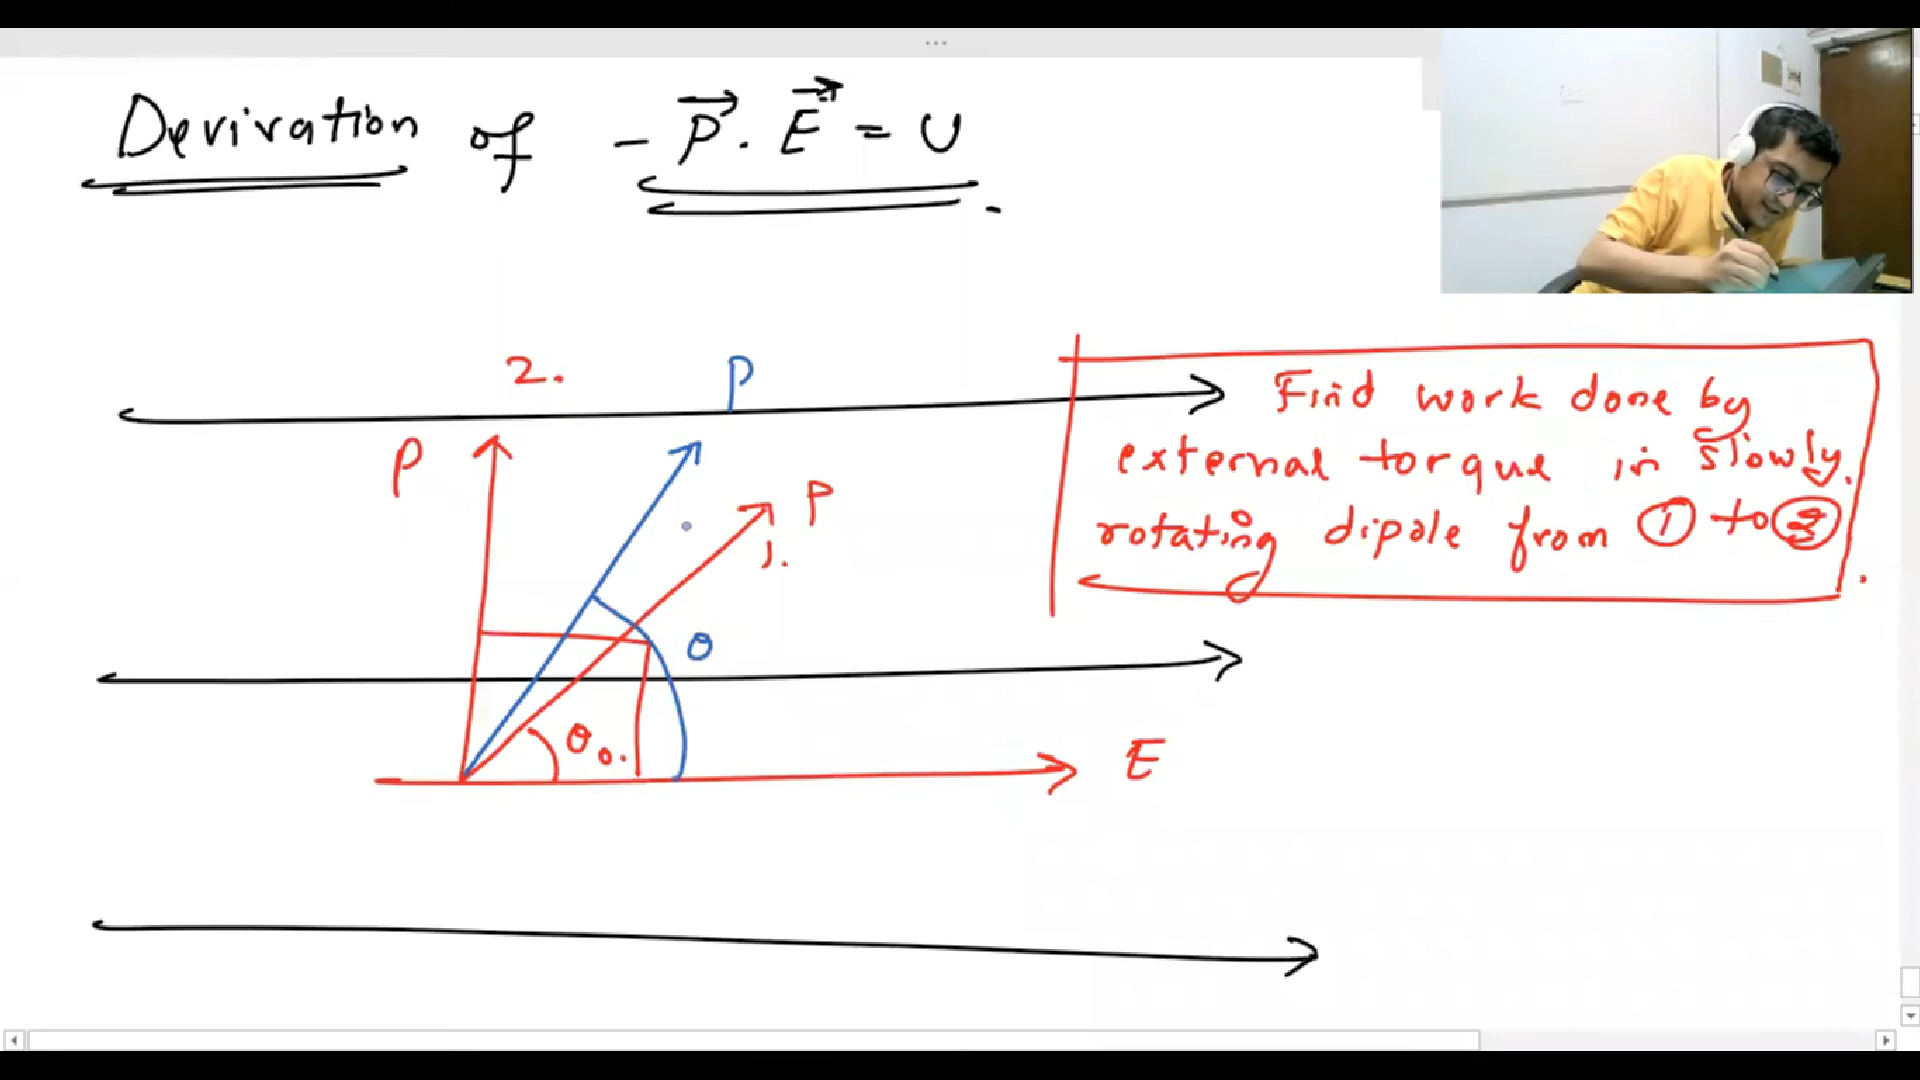 Derivation of - P⃗ . E⃗ = U
2.
P
Find work done by
external torque in slowly
rotating dipole from ① to ②
P
P
1.
θ
θ₀.
E